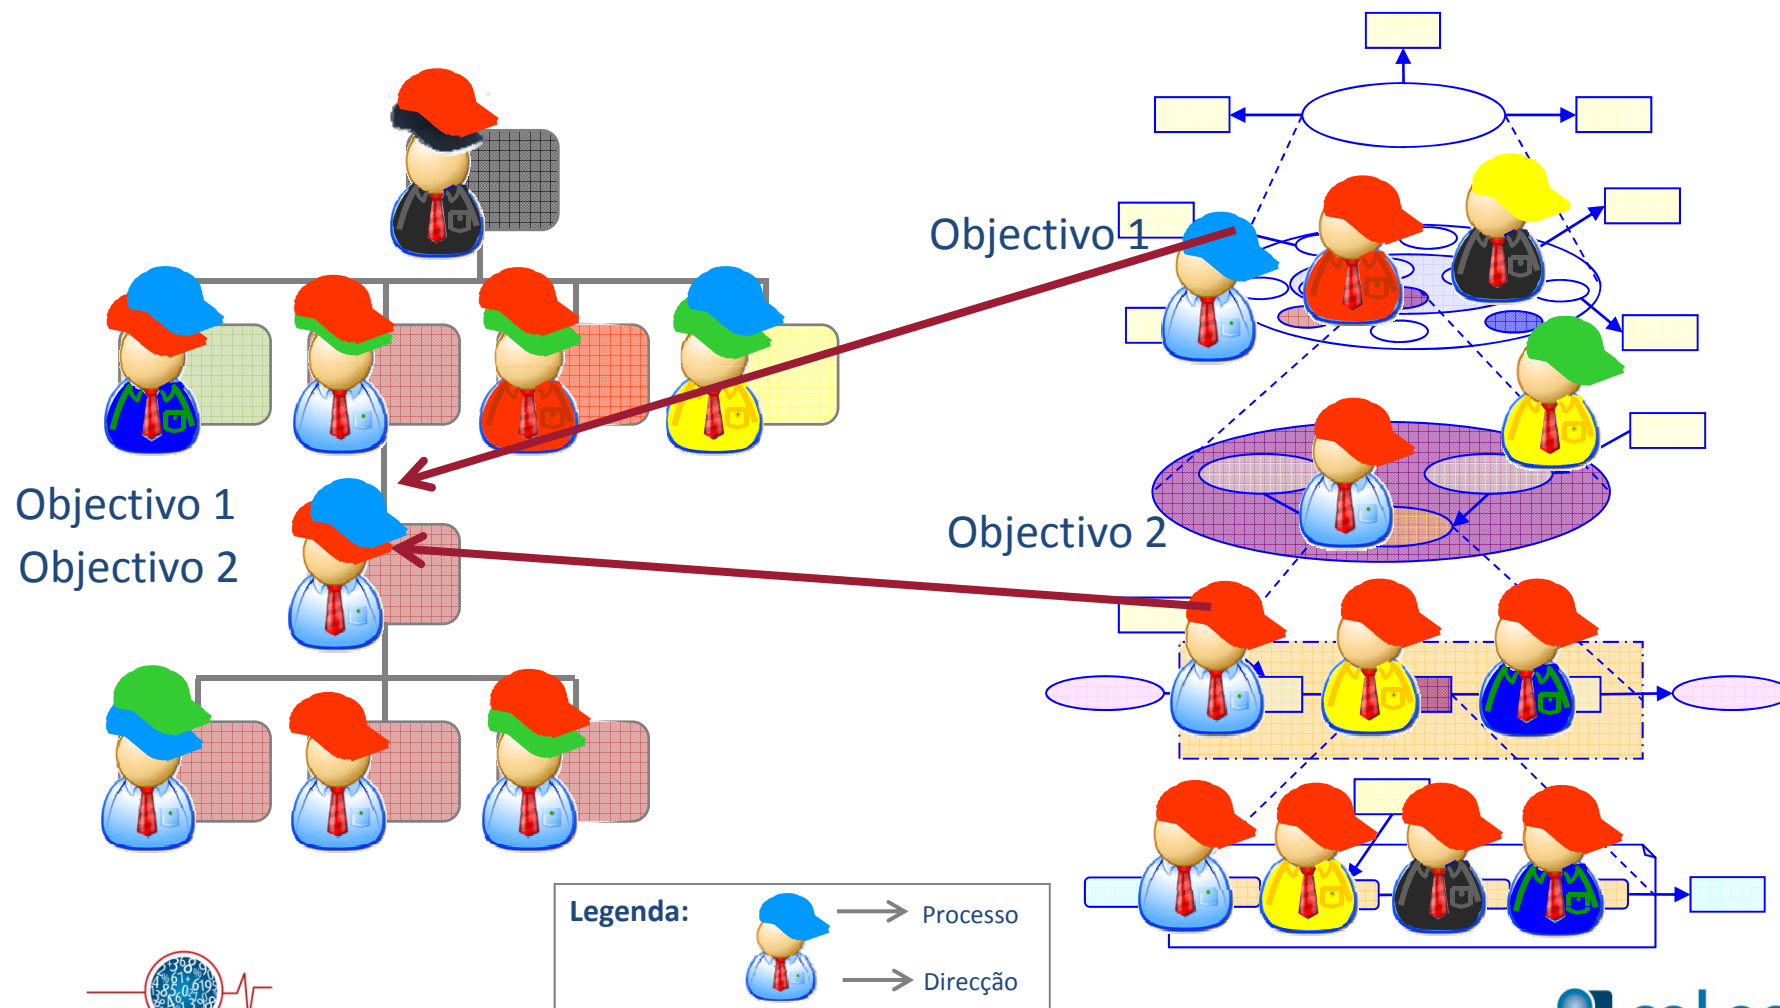 Objectivo 1
Objectivo 1
Objectivo 2
Objectivo 2
Legenda:
Processo
Direcção